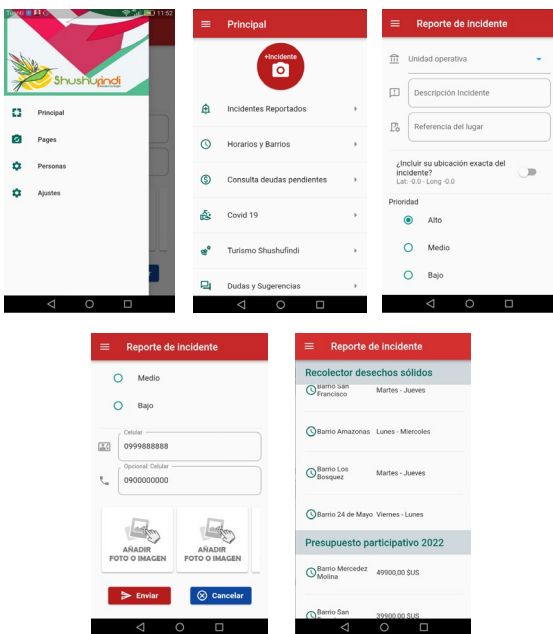 11:52
Shushufindi
Principal
Pages
Personas
Ajustes
Principal
+Incidente
Incidentes Reportados
Horarios y Barrios
Consulta deudas pendientes
Covid 19
Turismo Shushufindi
Dudas y Sugerencias
Reporte de incidente
Unidad operativa
Descripción Incidente
Referencia del lugar
¿Incluir su ubicación exacta del
incidente?
Lat: -0.0 - Long -0.0
Prioridad
Alto
Medio
Bajo
Reporte de incidente
Medio
Bajo
Celular
0999888888
Opcional Celular
0900000000
AÑADIR
FOTO O IMAGEN
AÑADIR
FOTO O IMAGEN
Enviar
Cancelar
Reporte de incidente
Recolector desechos sólidos
Barrio San
Francisco
Martes - Jueves
Barrio Amazonas Lunes - Miercoles
Barrio Los
Bosquez
Martes - Jueves
Barrio 24 de Mayo Viernes - Lunes
Presupuesto participativo 2022
Barrio Mercedez
Molina
49900,00 $US
Barrio San
39900,00 $US